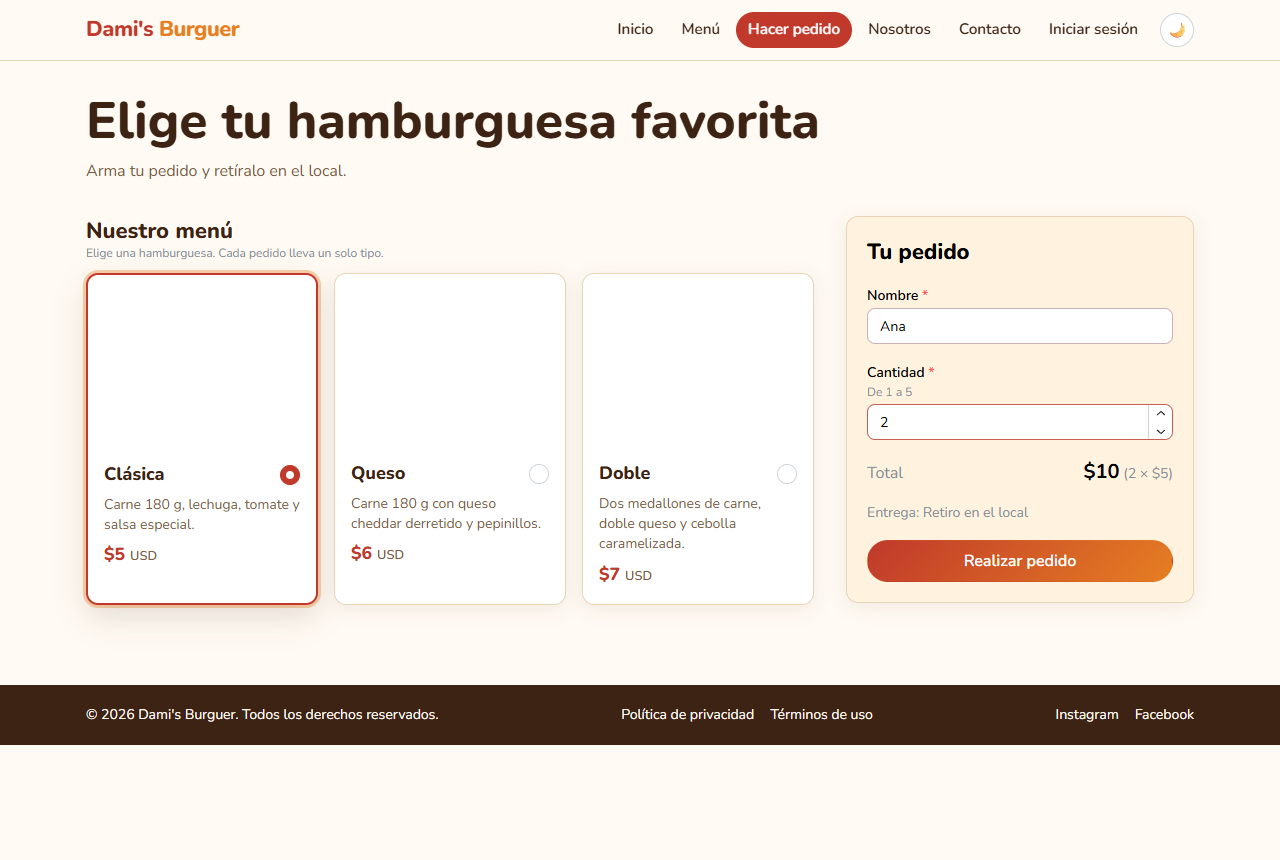 Dami's Burguer
Inicio Menú Hacer pedido Nosotros Contacto Iniciar sesión
Elige tu hamburguesa favorita
Arma tu pedido y retíralo en el local.
Nuestro menú
Elige una hamburguesa. Cada pedido lleva un solo tipo.
Clásica
Carne 180 g, lechuga, tomate y
salsa especial.
$5 USD
Queso
Carne 180 g con queso
cheddar derretido y pepinillos.
$6 USD
Doble
Dos medallones de carne,
doble queso y cebolla
caramelizada.
$7 USD
Tu pedido
Nombre *
Ana
Cantidad *
De 1 a 5
2
Total $10 (2 × $5)
Entrega: Retiro en el local
Realizar pedido
© 2026 Dami's Burguer. Todos los derechos reservados.
Política de privacidad Términos de uso
Instagram Facebook